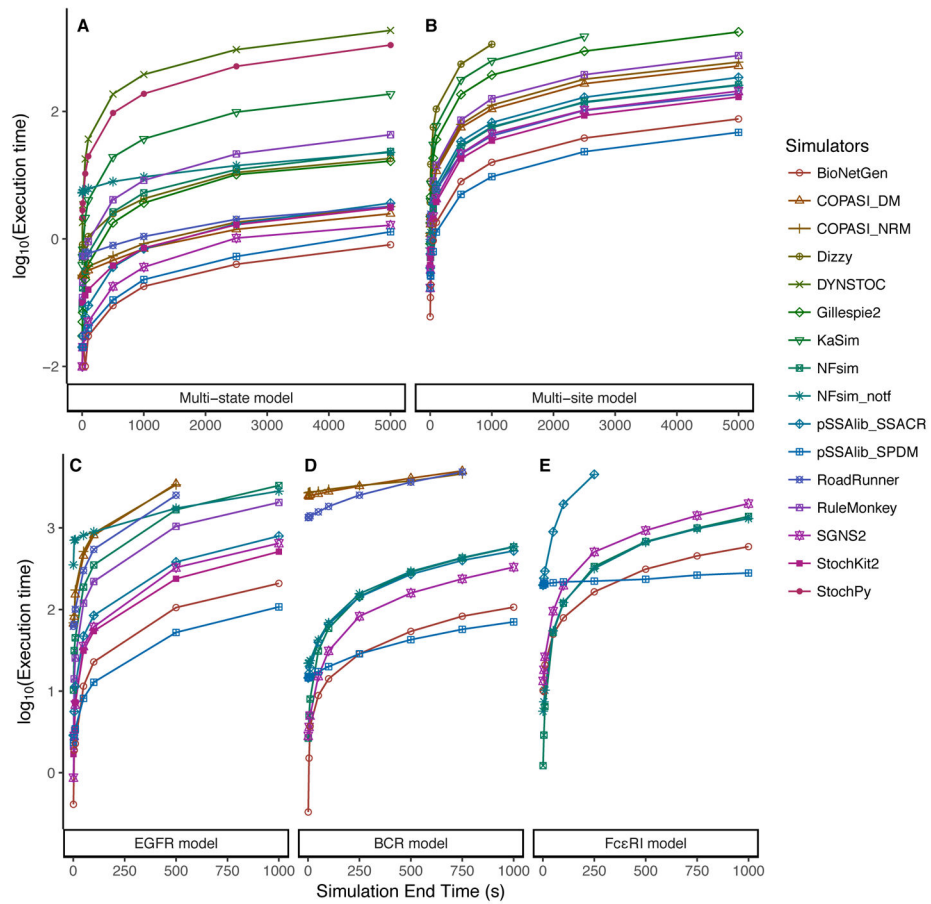 A
B
log10(Execution time)
2
0
−2
Multi−state model
Multi−site model
0 1000 2000 3000 4000 5000
0 1000 2000 3000 4000 5000
Simulators
BioNetGen
COPASI_DM
COPASI_NRM
Dizzy
DYNSTOC
Gillespie2
KaSim
NFsim
NFsim_notf
pSSAlib_SSACR
pSSAlib_SPDM
RoadRunner
RuleMonkey
SGNS2
StochKit2
StochPy
C
D
E
log10(Execution time)
3
2
1
0
EGFR model
BCR model
FcεRI model
0 250 500 750 1000
0 250 500 750 1000
0 250 500 750 1000
Simulation End Time (s)